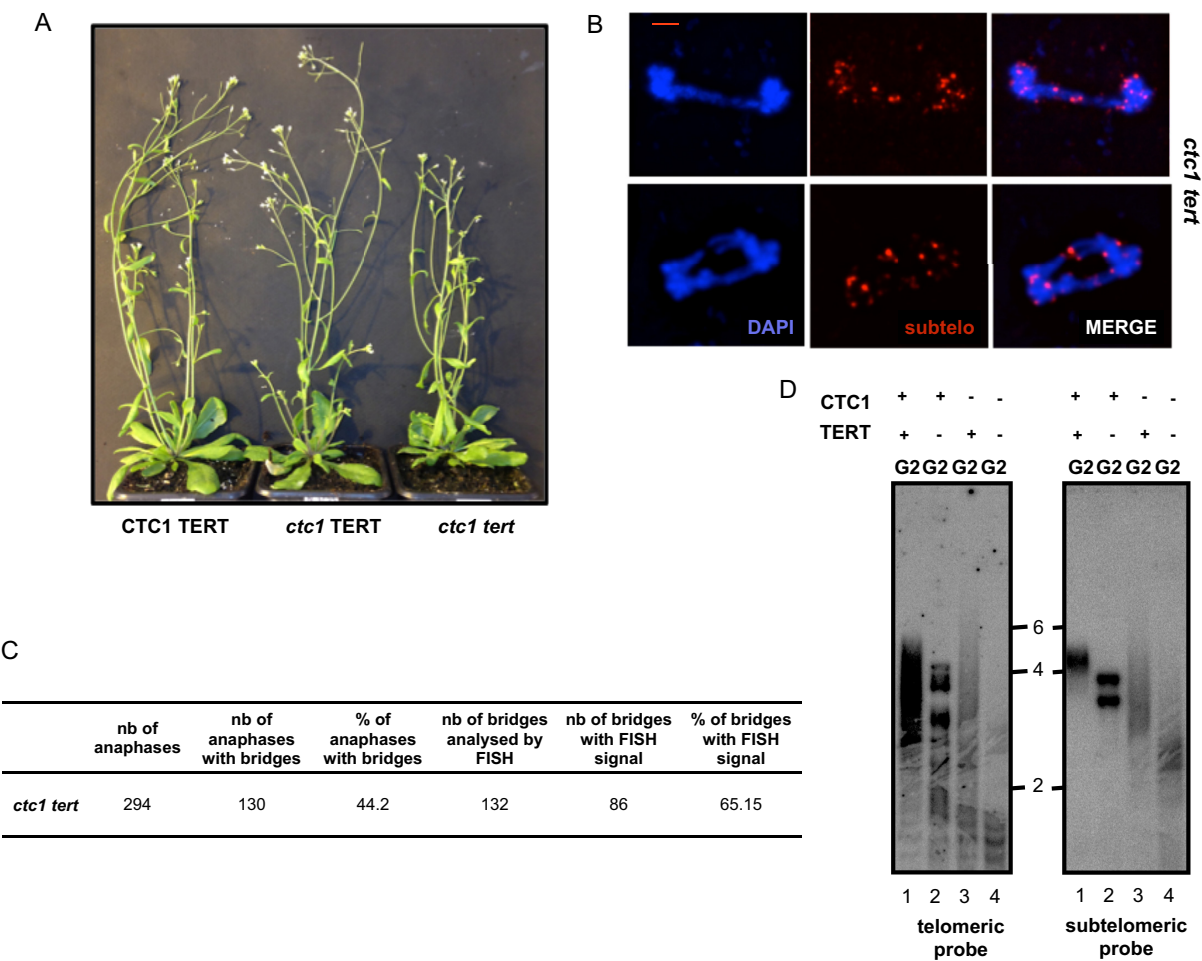 A
CTC1 TERT
ctc1 TERT
ctc1 tert
B
DAPI
subtelo
MERGE
ctc1 tert
C
nb of anaphases
nb of anaphases with bridges
% of anaphases with bridges
nb of bridges analysed by FISH
nb of bridges with FISH signal
% of bridges with FISH signal
ctc1 tert 294 130 44.2 132 86 65.15
D
CTC1 + + - - + + - -
TERT + - + - + - + -
G2 G2 G2 G2 G2 G2 G2 G2
6
4
2
1 2 3 4 1 2 3 4
telomeric
probe
subtelomeric
probe